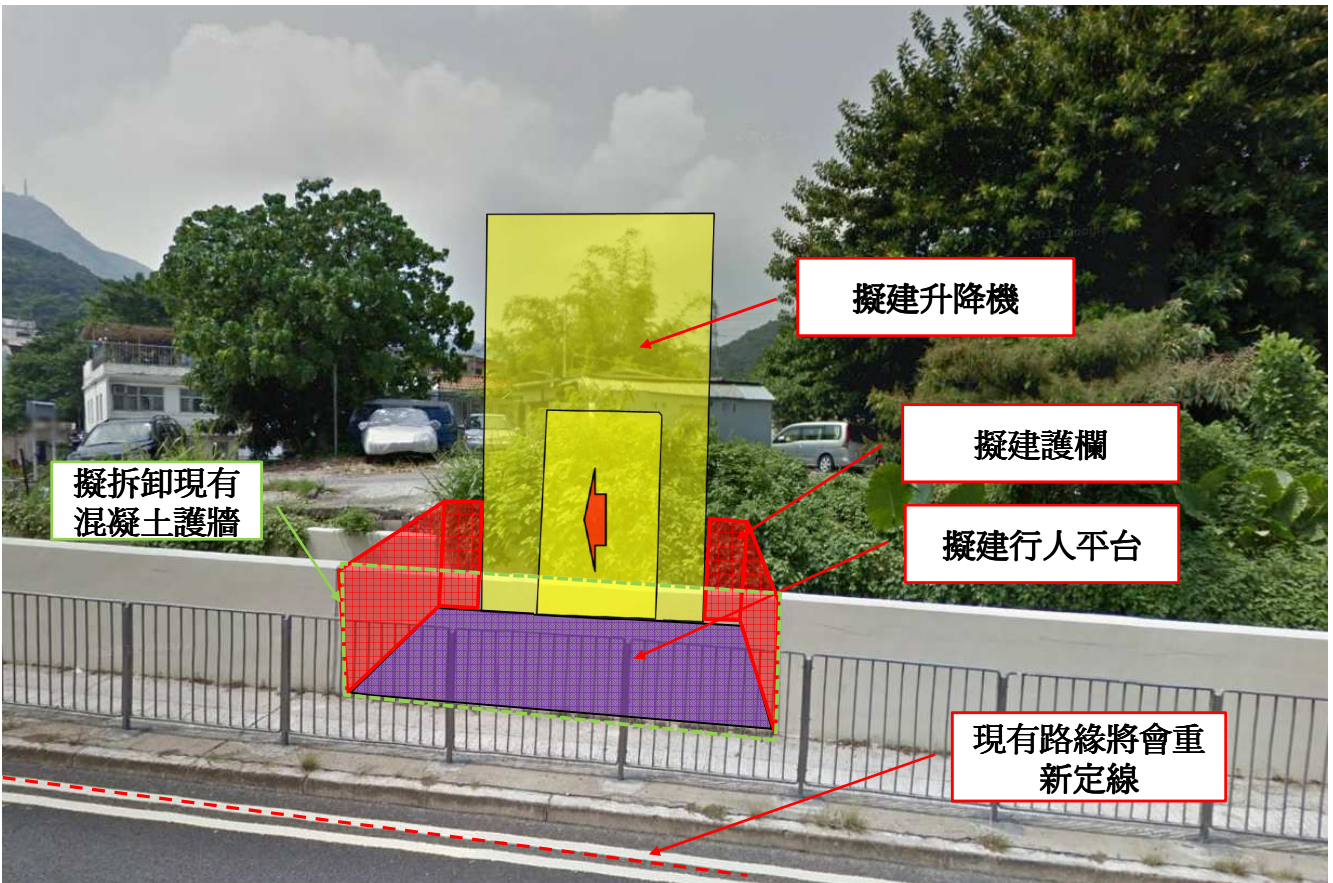 擬建升降機
擬建護欄
擬拆卸現有
混凝土護牆
擬建行人平台
現有路緣將會重
新定線